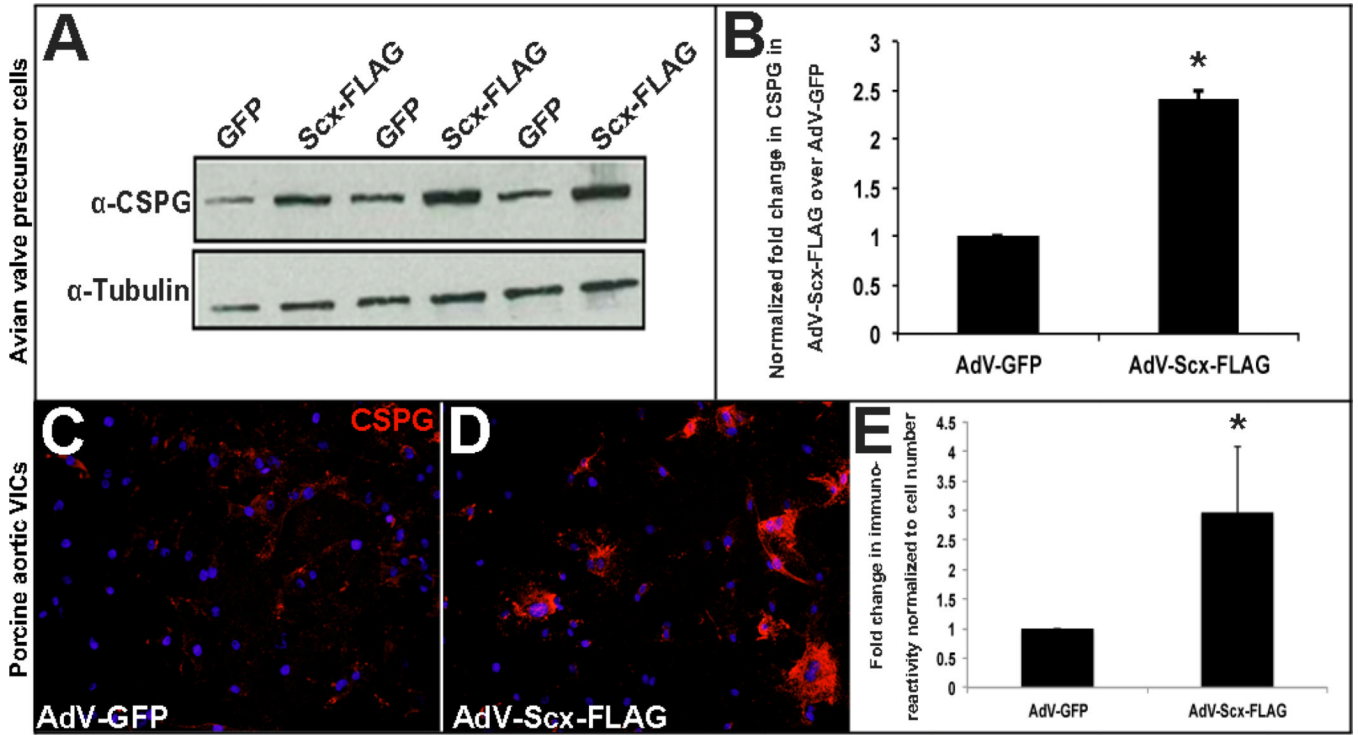 Avian valve precursor cells
A
GFP
Scx-FLAG
GFP
Scx-FLAG
GFP
Scx-FLAG
α-CSPG
α-Tubulin
B
Normalized fold change in CSPG in
AdV-Scx-FLAG over AdV-GFP
3
2.5
2
1.5
1
0.5
0
*
AdV-GFP
AdV-Scx-FLAG
Porcine aortic VICs
C
CSPG
AdV-GFP
D
AdV-Scx-FLAG
E
Fold change in immuno-
reactivity normalized to cell number
4.5
4
3.5
3
2.5
2
1.5
1
0.5
0
*
AdV-GFP
AdV-Scx-FLAG